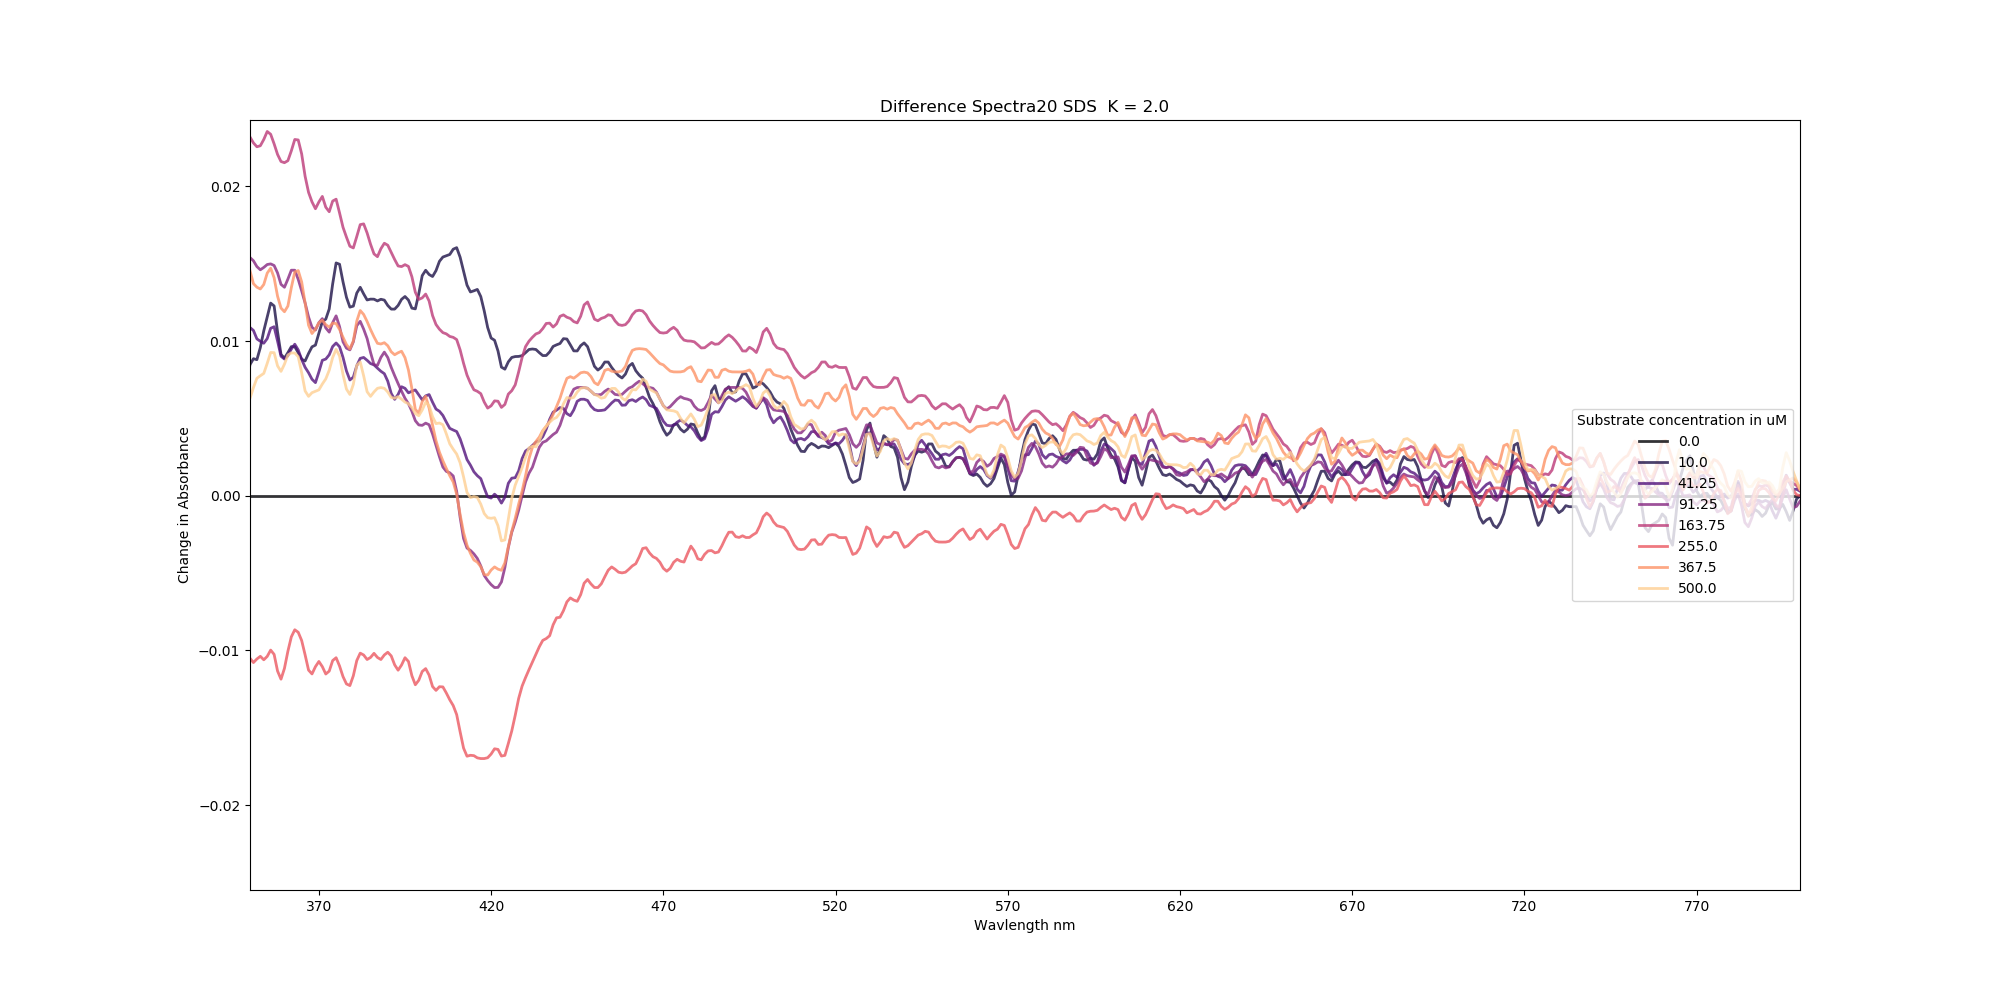 Difference Spectra20 SDS  K = 2.0
Change in Absorbance
0.02
0.01
0.00
−0.01
−0.02
370 420 470 520 570 620 670 720 770
Wavlength nm
Substrate concentration in uM
0.0
10.0
41.25
91.25
163.75
255.0
367.5
500.0